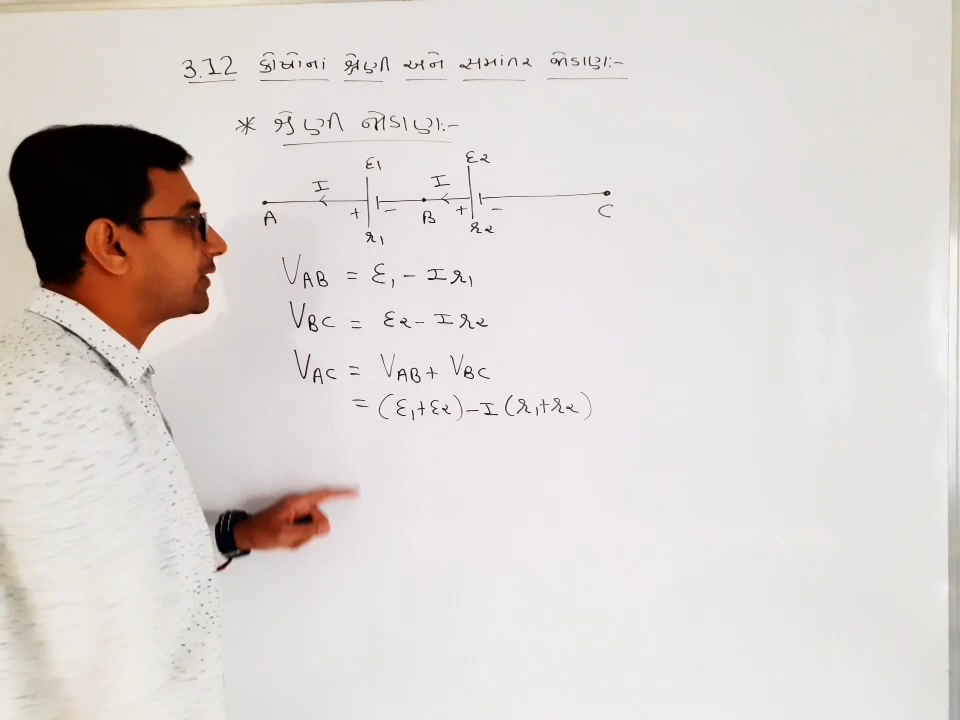 3.12 કોષોનાં શ્રેણી અને સમાંતર જોડાણ:-
* શ્રેણી જોડાણ:-
ε1 ε2
I I
A + - B + - C
r1 r2
VAB = ε1 - Ir1
VBC = ε2 - Ir2
VAC = VAB + VBC
= (ε1+ε2) - I (r1+r2)